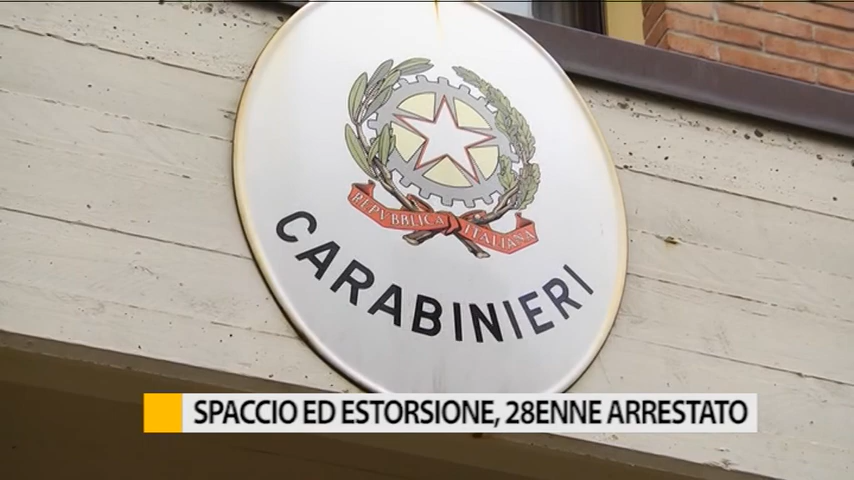 REPVBBLICA ITALIANA
CARABINIERI
SPACCIO ED ESTORSIONE, 28ENNE ARRESTATO